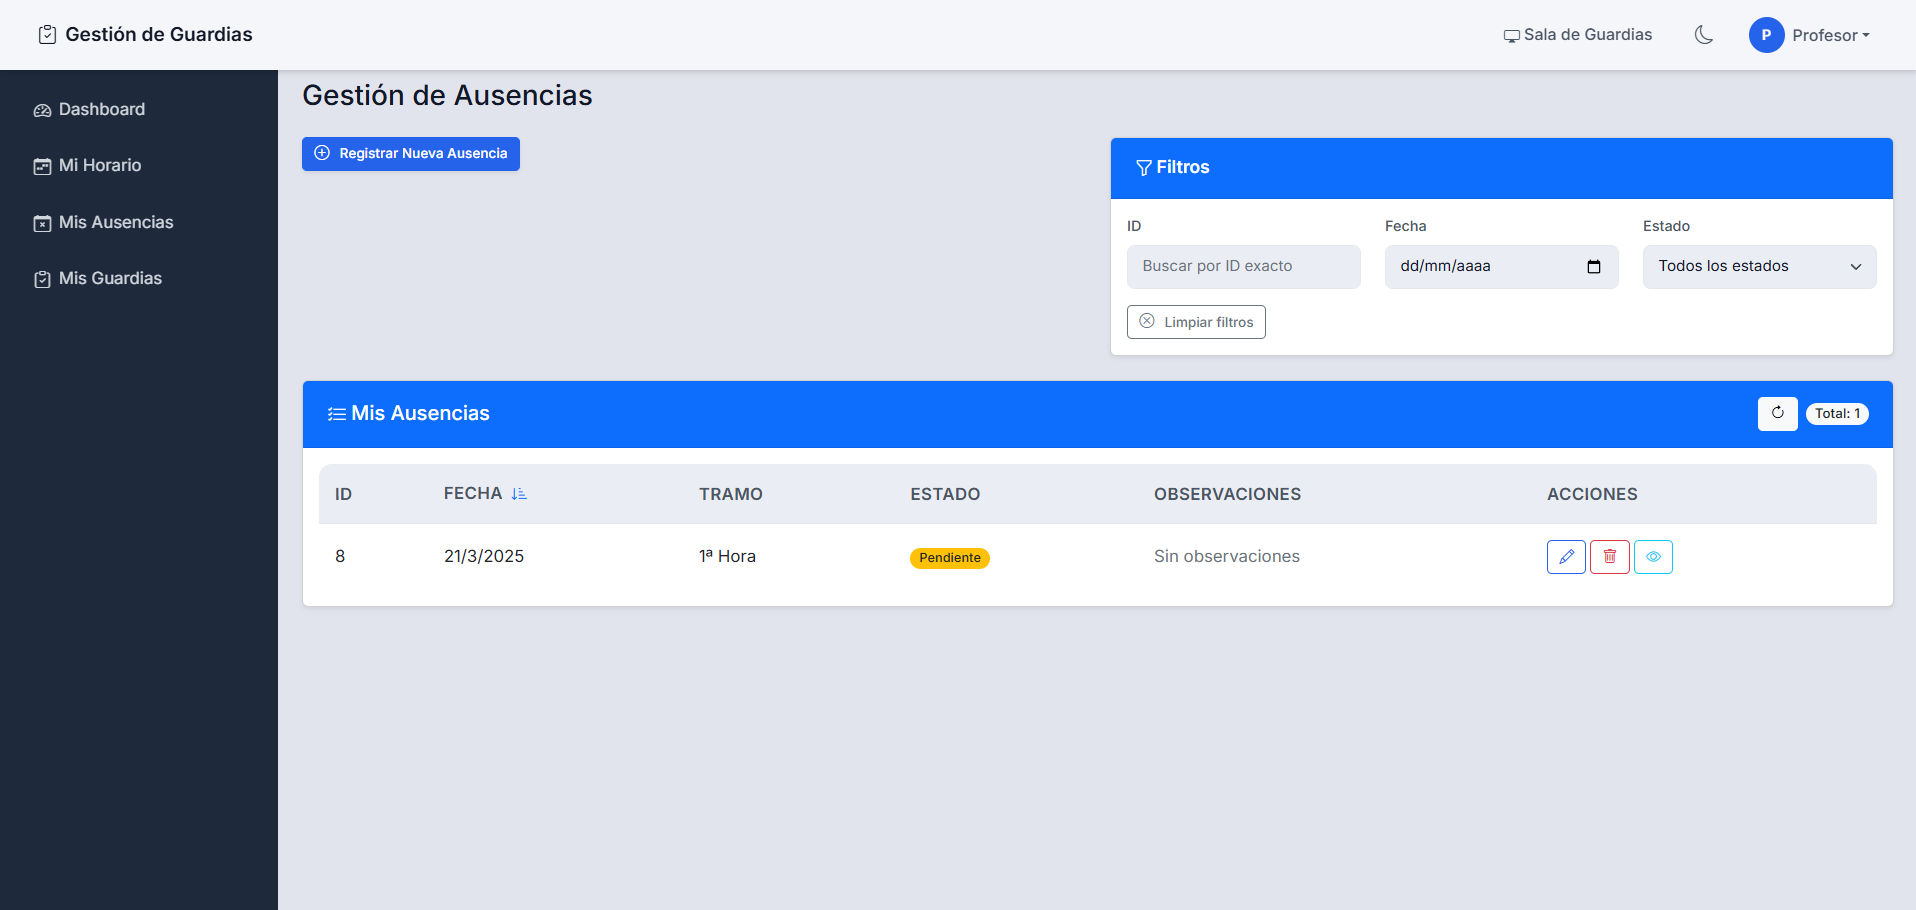 Gestión de Guardias
Sala de Guardias
P
Profesor
Dashboard
Mi Horario
Mis Ausencias
Mis Guardias
Gestión de Ausencias
Registrar Nueva Ausencia
Filtros
ID
Fecha
Estado
Buscar por ID exacto
dd/mm/aaaa
Todos los estados
Limpiar filtros
Mis Ausencias
Total: 1
ID FECHA TRAMO ESTADO OBSERVACIONES ACCIONES
8 21/3/2025 1ª Hora Pendiente Sin observaciones